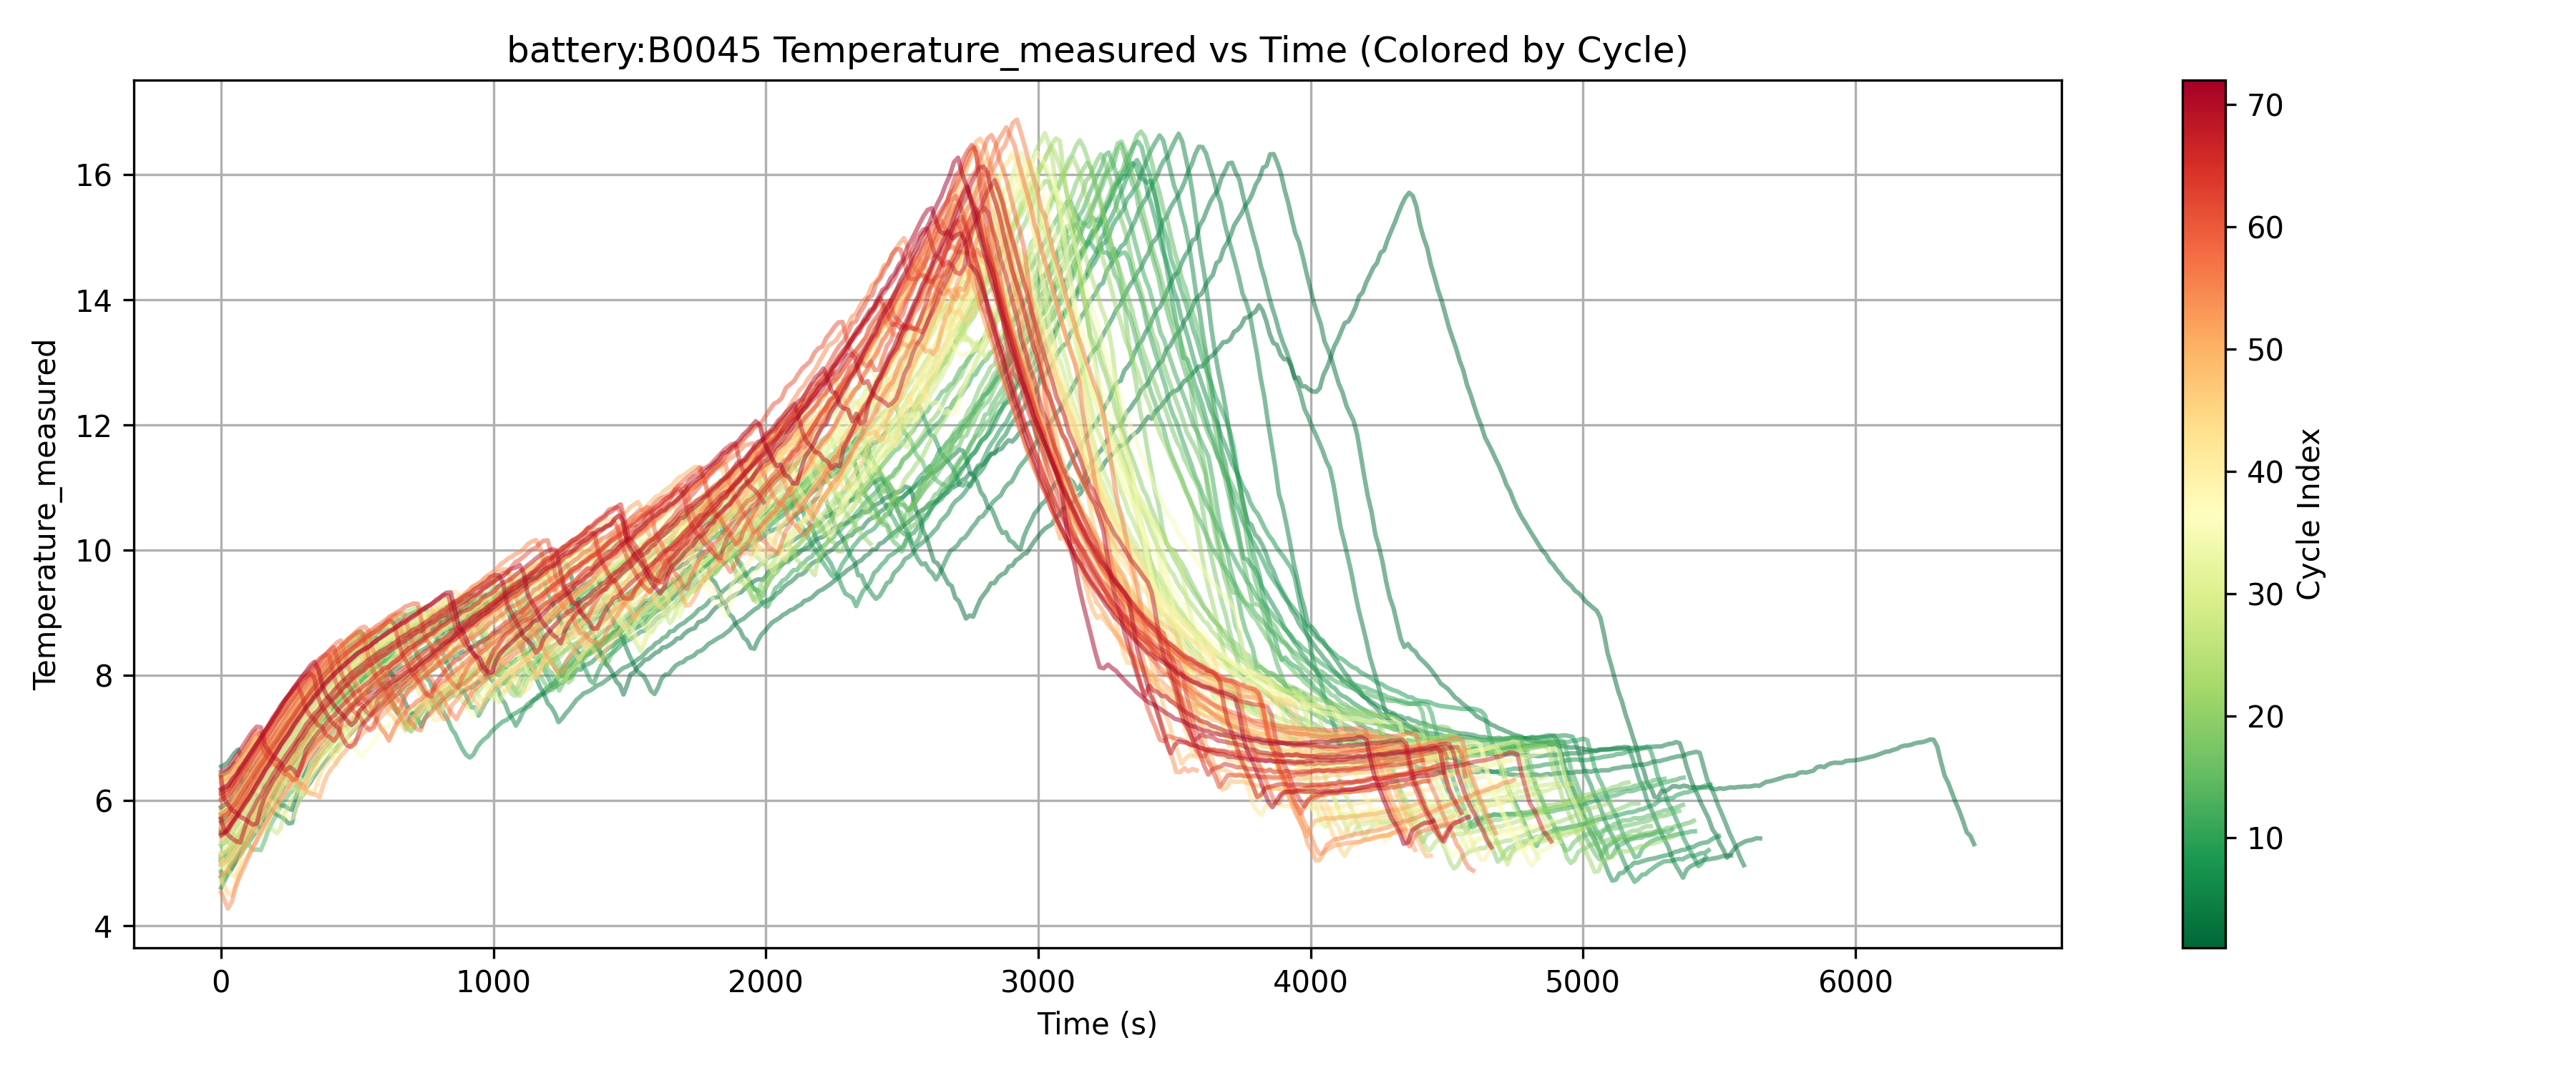 battery:B0045 Temperature_measured vs Time (Colored by Cycle)
Temperature_measured
16
14
12
10
8
6
4
0 1000 2000 3000 4000 5000 6000
Time (s)
70
60
50
40
30
20
10
Cycle Index